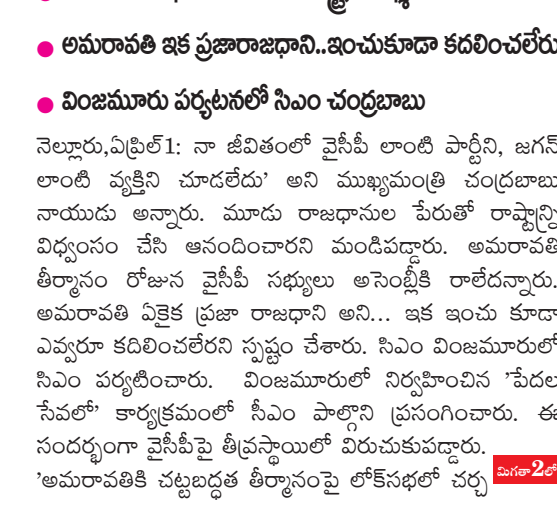 అమరావతి ఇక ప్రజారాజధాని..ఇంచుకూడా కదలించలేరు
వింజమూరు పర్యటనలో సిఎం చంద్రబాబు
నెల్లూరు,ఏప్రిల్1: నా జీవితంలో వైసీపీ లాంటి పార్టీని, జగన్
లాంటి వ్యక్తిని చూడలేదు' అని ముఖ్యమంత్రి చంద్రబాబు
నాయుడు అన్నారు. మూడు రాజధానుల పేరుతో రాష్ట్రాన్ని
విధ్వంసం చేసి ఆనందించారని మండిపడ్డారు. అమరావతి
తీర్మానం రోజున వైసీపీ సభ్యులు అసెంబ్లీకి రాలేదన్నారు.
అమరావతి ఏకైక ప్రజా రాజధాని అని... ఇక ఇంచు కూడా
ఎవ్వరూ కదిలించలేరని స్పష్టం చేశారు. సిఎం వింజమూరులో
సిఎం పర్యటించారు. వింజమూరులో నిర్వహించిన 'పేదల
సేవలో' కార్యక్రమంలో సీఎం పాల్గొని ప్రసంగించారు. ఈ
సందర్భంగా వైసీపీపై తీవ్రస్థాయిలో విరుచుకుపడ్డారు.
'అమరావతికి చట్టబద్ధత తీర్మానంపై లోక్‌సభలో చర్చ మిగతా2లో